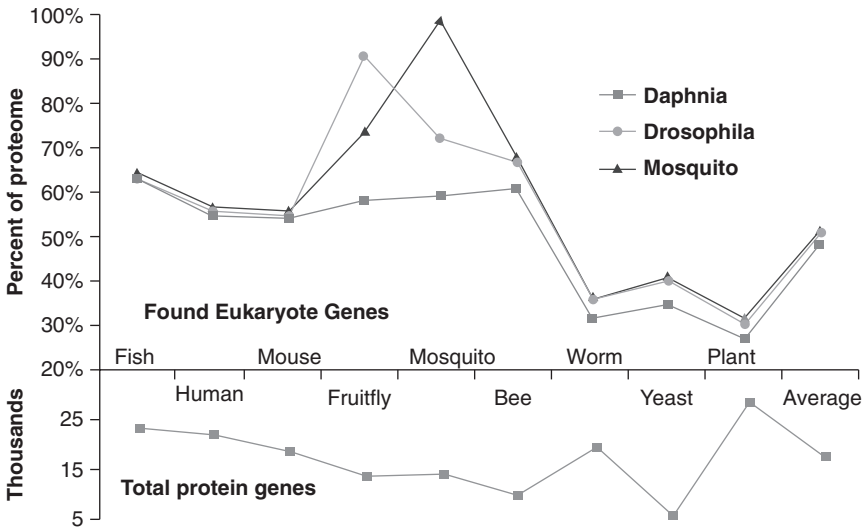 100%
90%
80%
70%
60%
50%
40%
30%
20%
Percent of proteome
Daphnia
Drosophila
Mosquito
Found Eukaryote Genes
Fish
Mouse
Mosquito
Worm
Plant
Human
Fruitfly
Bee
Yeast
Average
25
15
5
Thousands
Total protein genes